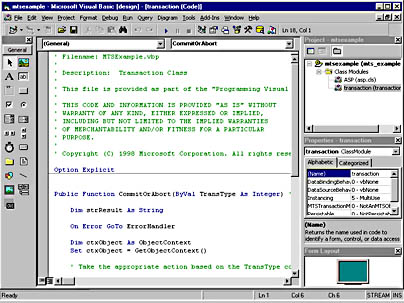 mtsexample - Microsoft Visual Basic [design] - [transaction (Code)]
File Edit View Project Format Debug Run Query Diagram Tools Add-Ins Window Help
Ln 18, Col 1
General
(General)
CommitOrAbort
' Filename: MTSExample.vbp
' Description: Transaction Class
' This file is provided as part of the "Programming Visual
' THIS CODE AND INFORMATION IS PROVIDED "AS IS" WITHOUT
' WARRANTY OF ANY KIND, EITHER EXPRESSED OR IMPLIED,
' INCLUDING BUT NOT LIMITED TO THE IMPLIED WARRANTIES
' OF MERCHANTABILITY AND/OR FITNESS FOR A PARTICULAR
' PURPOSE.
' Copyright (C) 1998 Microsoft Corporation. All rights rese
Option Explicit
Public Function CommitOrAbort(ByVal TransType As Integer)
Dim strResult As String
On Error GoTo ErrorHandler
Dim ctxObject As ObjectContext
Set ctxObject = GetObjectContext()
' Take the appropriate action based on the TransType co
Project - mtsexample
mtsexample (mts_example
Class Modules
ASP (asp.cls)
transaction (transaction
Properties - transaction
transaction ClassModule
Alphabetic Categorized
(Name) transaction
DataBindingBehav 0 - vbNone
DataSourceBehav 0 - vbNone
Instancing 5 - MultiUse
MTSTransactionM 0 - NotAnMTSO
Persistable 0 - NotPersistab
(Name)
Returns the name used in code to identify a form, control, or data access
Form Layout
Ready
Ln 1 Col 6 Ch 6 STREAM INS